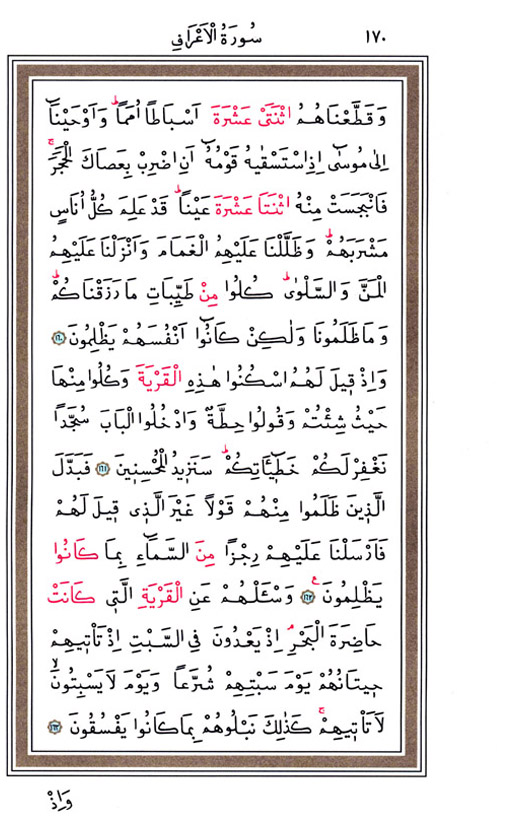 ١٧٠ سُورَةُ الْاَعْرَافِ
وَقَطَّعْنَاهُمُ اثْنَتَيْ عَشْرَةَ اَسْبَاطًا اُمَمًاۜ وَاَوْحَيْنَٓا
اِلٰى مُوسٰٓى اِذِ اسْتَسْقٰيهُ قَوْمُهُٓ اَنِ اضْرِبْ بِعَصَاكَ الْحَجَرَۚ
فَانْبَجَسَتْ مِنْهُ اثْنَتَا عَشْرَةَ عَيْنًاۜ قَدْ عَلِمَ كُلُّ اُنَاسٍ
مَشْرَبَهُمْۜ وَظَلَّلْنَا عَلَيْهِمُ الْغَمَامَ وَاَنْزَلْنَا عَلَيْهِمُ
الْمَنَّ وَالسَّلْوٰىۜ كُلُوا مِنْ طَيِّبَاتِ مَا رَزَقْنَاكُمْۜ
وَمَا ظَلَمُونَا وَلٰكِنْ كَانُٓوا اَنْفُسَهُمْ يَظْلِمُونَ ﴿١٦٠﴾
وَاِذْ قِيلَ لَهُمُ اسْكُنُوا هٰذِهِ الْقَرْيَةَ وَكُلُوا مِنْهَا
حَيْثُ شِئْتُمْ وَقُولُوا حِطَّةٌ وَادْخُلُوا الْبَابَ سُجَّدًا
نَغْفِرْ لَكُمْ خَطِٓيـَٔاتِكُمْۜ سَنَزِيدُ الْمُحْسِنِينَ ﴿١٦١﴾ فَبَدَّلَ
الَّذِينَ ظَلَمُوا مِنْهُمْ قَوْلًا غَيْرَ الَّذِي قِيلَ لَهُمْ
فَاَرْسَلْنَا عَلَيْهِمْ رِجْزًا مِنَ السَّمَٓاءِ بِمَا كَانُوا
يَظْلِمُونَ۟ ﴿١٦٢﴾ وَسْـَٔلْهُمْ عَنِ الْقَرْيَةِ الَّتِي كَانَتْ
حَاضِرَةَ الْبَحْرِۢ اِذْ يَعْدُونَ فِي السَّبْتِ اِذْ تَأْتِيهِمْ
حِيتَانُهُمْ يَوْمَ سَبْتِهِمْ شُرَّعًا وَيَوْمَ لَا يَسْبِتُونَۙ
لَا تَأْتِيهِمْۚ كَذٰلِكَ نَبْلُوهُمْ بِمَا كَانُوا يَفْسُقُونَ ﴿١٦٣﴾
وَاِذْ